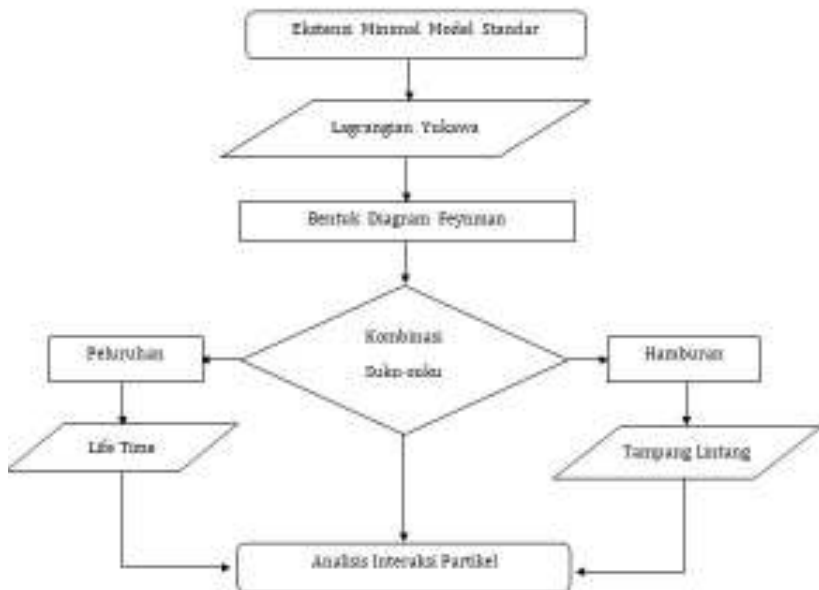 Ekstensi Minimal Model Standar
Lagrangian Yukawa
Bentuk Diagram Feynman
Kombinasi
Suku-suku
Peluruhan
Hamburan
Life Time
Tampang Lintang
Analisis Interaksi Partikel